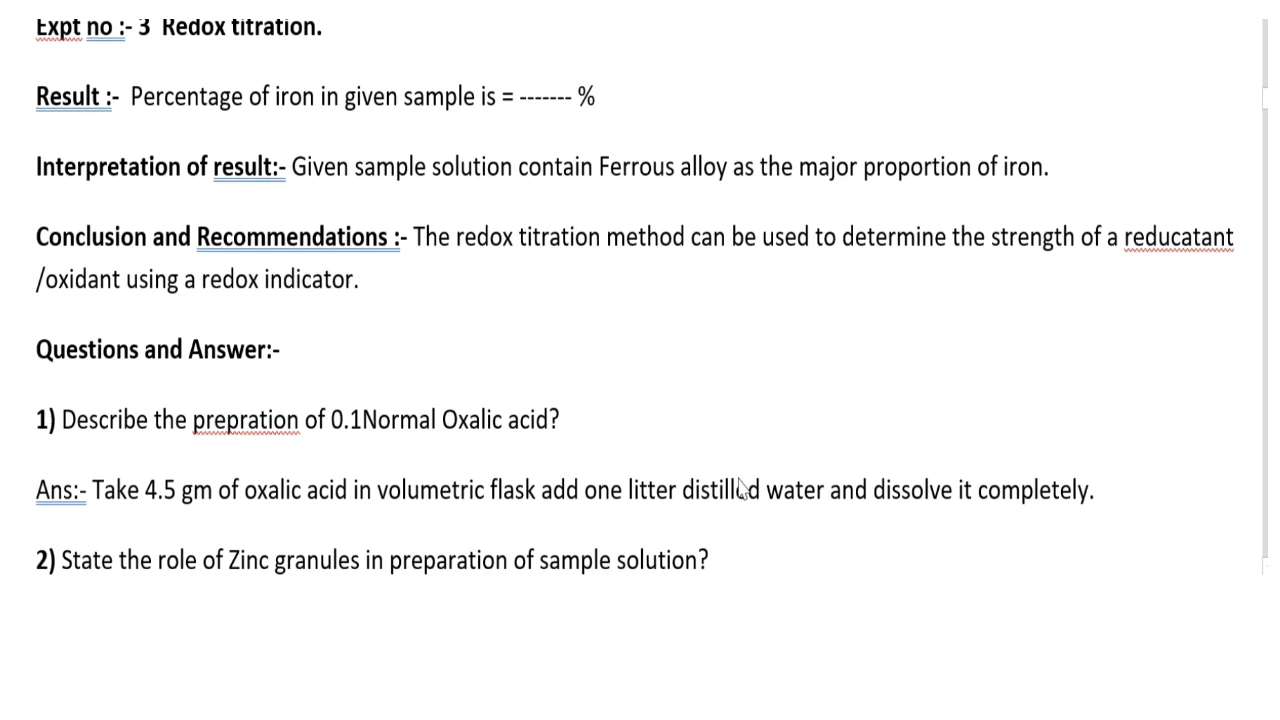 Expt no :- 3 Redox titration.
Result :- Percentage of iron in given sample is = ------- %
Interpretation of result:- Given sample solution contain Ferrous alloy as the major proportion of iron.
Conclusion and Recommendations :- The redox titration method can be used to determine the strength of a reducatant
/oxidant using a redox indicator.
Questions and Answer:-
1) Describe the prepration of 0.1Normal Oxalic acid?
Ans:- Take 4.5 gm of oxalic acid in volumetric flask add one litter distilled water and dissolve it completely.
2) State the role of Zinc granules in preparation of sample solution?